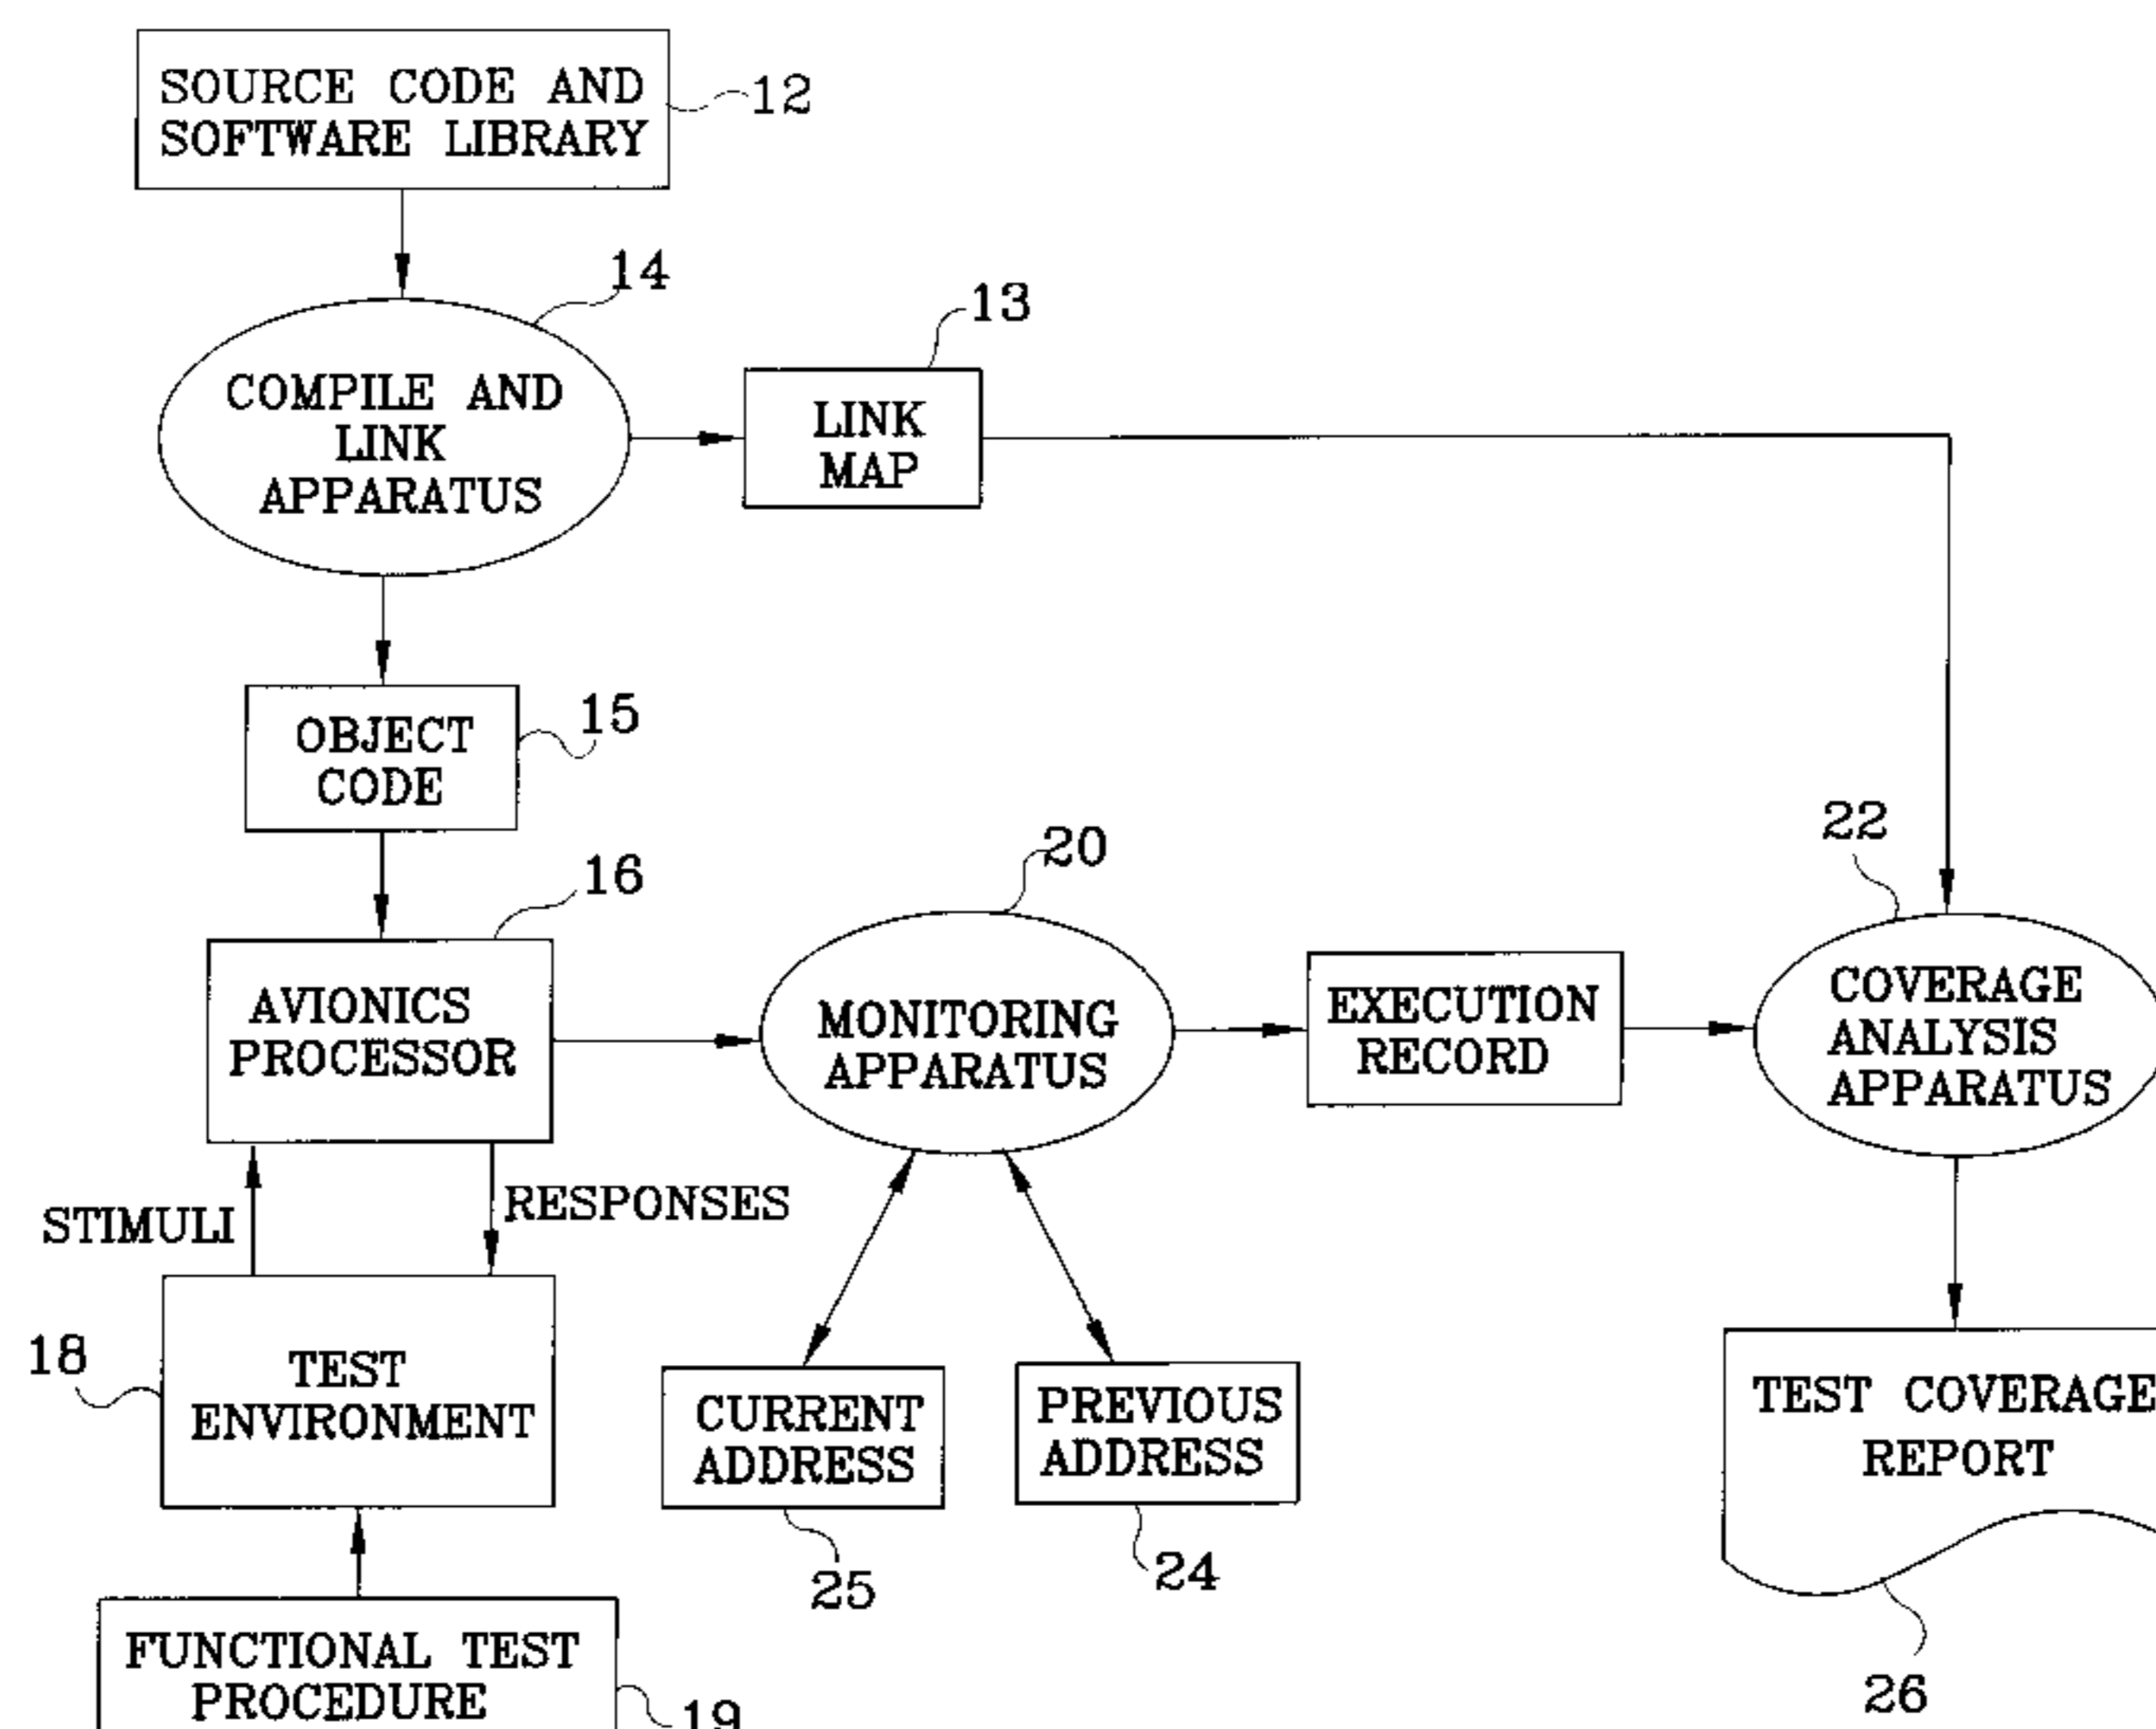 SOURCE CODE AND
SOFTWARE LIBRARY
12
14
COMPILE AND
LINK
APPARATUS
13
LINK
MAP
OBJECT
CODE
15
16
AVIONICS
PROCESSOR
20
MONITORING
APPARATUS
EXECUTION
RECORD
22
COVERAGE
ANALYSIS
APPARATUS
STIMULI
RESPONSES
18
TEST
ENVIRONMENT
CURRENT
ADDRESS
25
PREVIOUS
ADDRESS
24
TEST COVERAGE
REPORT
26
FUNCTIONAL TEST
PROCEDURE
19